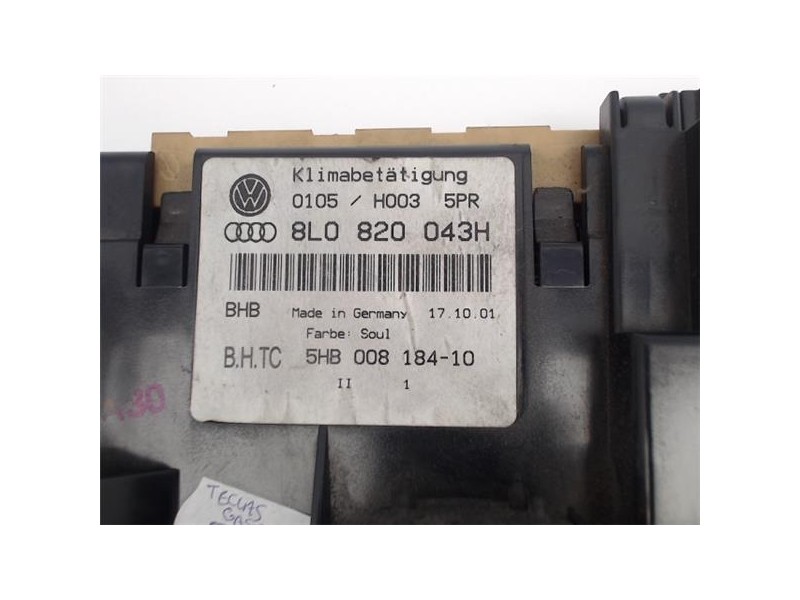 Klimabetätigung
0105 / H003 5PR
8L0 820 043H
BHB Made in Germany 17.10.01
Farbe: Soul
B.H.TC 5HB 008 184-10
II 1
TECLAS